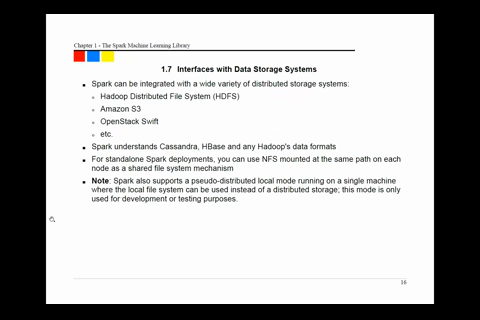 Chapter 1 - The Spark Machine Learning Library
1.7 Interfaces with Data Storage Systems
Spark can be integrated with a wide variety of distributed storage systems:
Hadoop Distributed File System (HDFS)
Amazon S3
OpenStack Swift
etc.
Spark understands Cassandra, HBase and any Hadoop's data formats
For standalone Spark deployments, you can use NFS mounted at the same path on each
node as a shared file system mechanism
Note: Spark also supports a pseudo-distributed local mode running on a single machine
where the local file system can be used instead of a distributed storage; this mode is only
used for development or testing purposes.
16